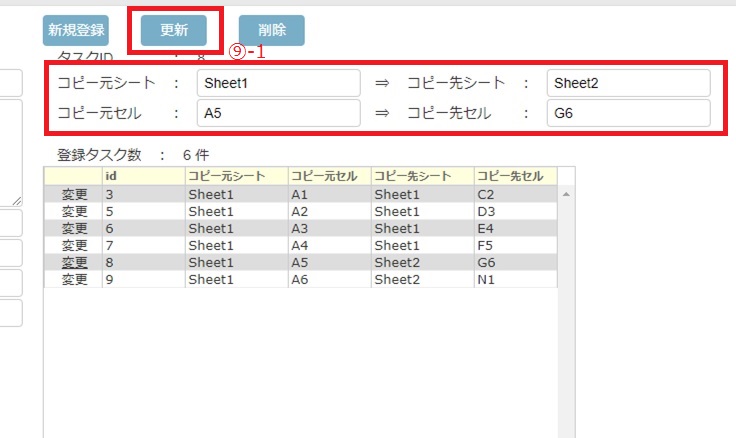 新規登録 更新 削除
⑨-1
タスクID : 8
コピー元シート : Sheet1 ⇒ コピー先シート : Sheet2
コピー元セル : A5 ⇒ コピー先セル : G6
登録タスク数 : 6 件
id コピー元シート コピー元セル コピー先シート コピー先セル
変更 3 Sheet1 A1 Sheet1 C2
変更 5 Sheet1 A2 Sheet1 D3
変更 6 Sheet1 A3 Sheet1 E4
変更 7 Sheet1 A4 Sheet1 F5
変更 8 Sheet1 A5 Sheet2 G6
変更 9 Sheet1 A6 Sheet2 N1